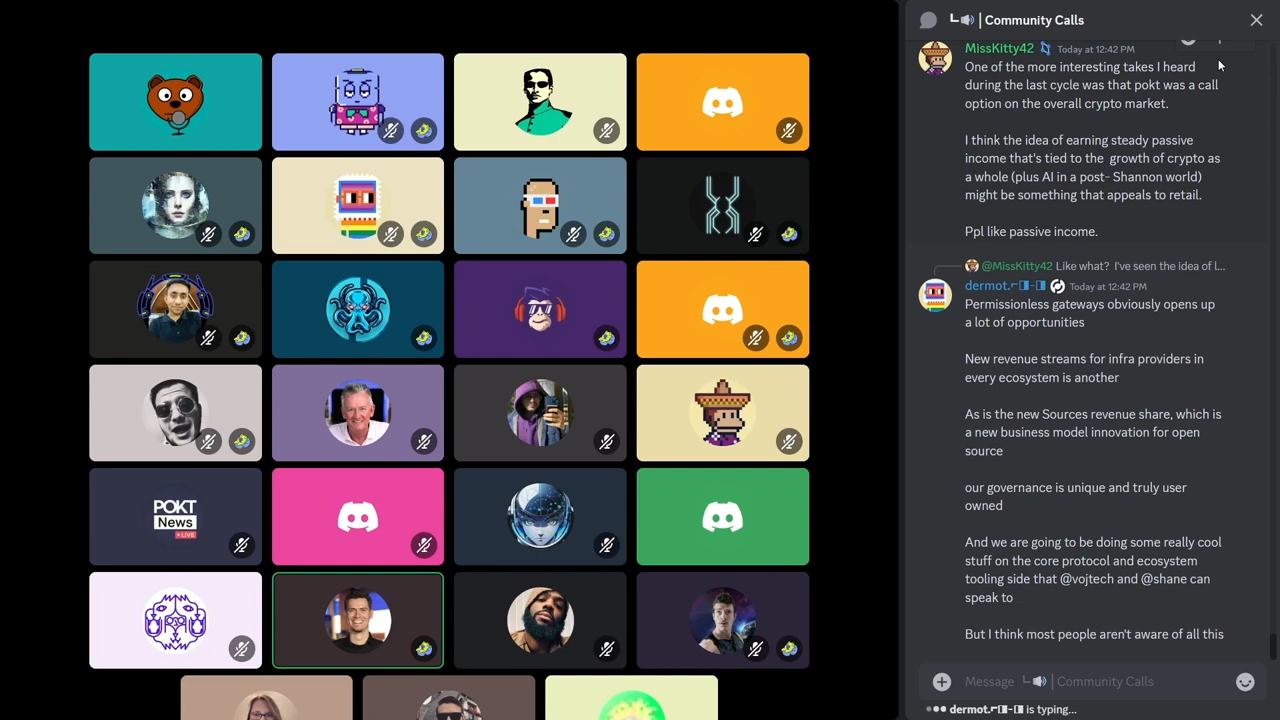 Community Calls
MissKitty42 Today at 12:42 PM
One of the more interesting takes I heard
during the last cycle was that pokt was a call
option on the overall crypto market.
I think the idea of earning steady passive
income that's tied to the growth of crypto as
a whole (plus AI in a post- Shannon world)
might be something that appeals to retail.
Ppl like passive income.
@MissKitty42 Like what? I've seen the idea of l...
dermot.⌐◨-◨ Today at 12:42 PM
Permissionless gateways obviously opens up
a lot of opportunities
New revenue streams for infra providers in
every ecosystem is another
As is the new Sources revenue share, which is
a new business model innovation for open
source
our governance is unique and truly user
owned
And we are going to be doing some really cool
stuff on the core protocol and ecosystem
tooling side that @vojtech and @shane can
speak to
But I think most people aren't aware of all this
Message Community Calls
dermot.⌐◨-◨ is typing...
POKT
News
LIVE